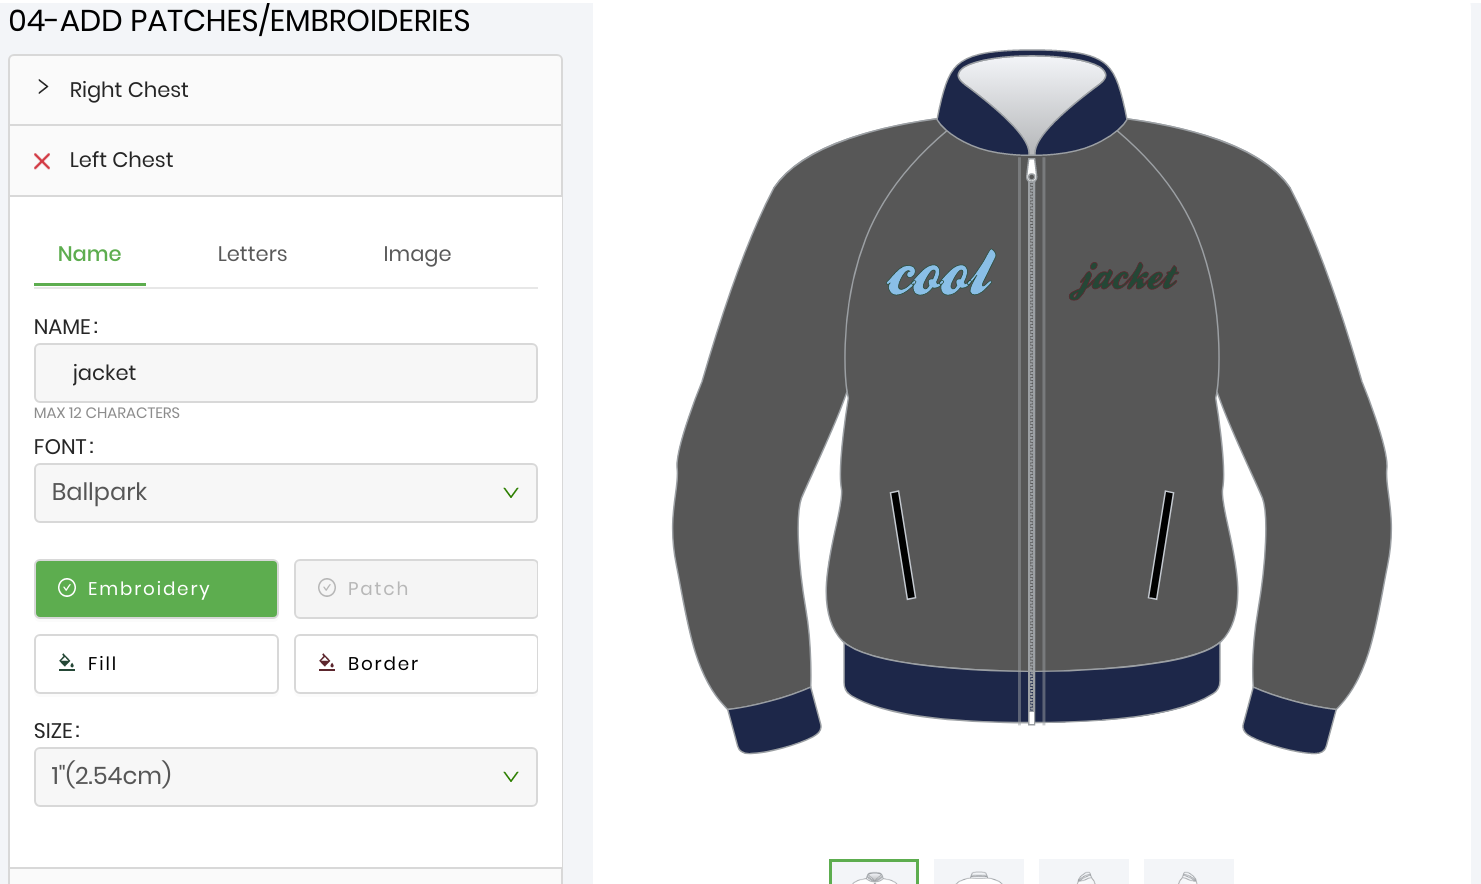 04-ADD PATCHES/EMBROIDERIES
Right Chest
Left Chest
Name Letters Image
NAME:
jacket
MAX 12 CHARACTERS
FONT:
Ballpark
Embroidery Patch
Fill Border
SIZE:
1"(2.54cm)
cool jacket